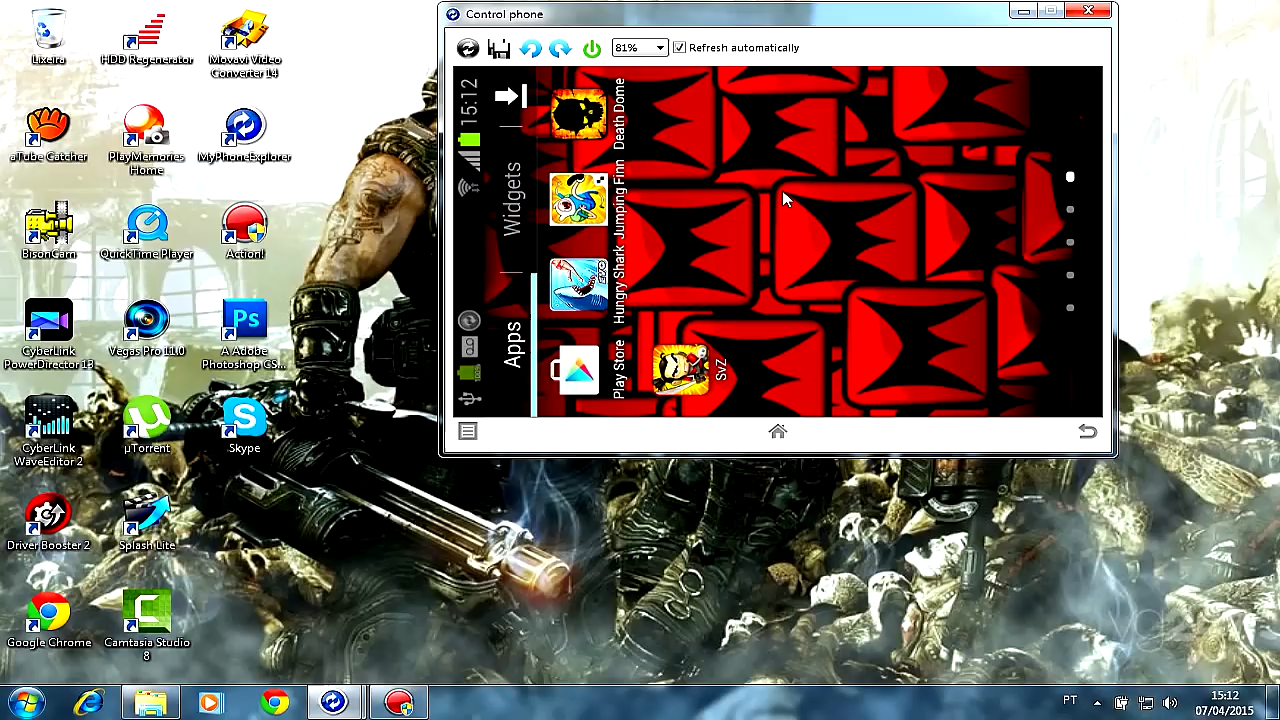 Lixeira
HDD Regenerator
Movavi Video
Converter 14
aTube Catcher
PlayMemories
Home
MyPhoneExplorer
BisonCam
QuickTime Player
Action!
CyberLink
PowerDirector 13
Vegas Pro 11.0
Ps
A Adobe
Photoshop CS...
CyberLink
WaveEditor 2
µTorrent
Skype
Driver Booster 2
Splash Lite
Google Chrome
Camtasia Studio
8
Control phone
81%
Refresh automatically
15:12
Apps
Widgets
Play Store
Hungry Shark
Jumping Finn
Death Dome
SvZ
PT
15:12
07/04/2015